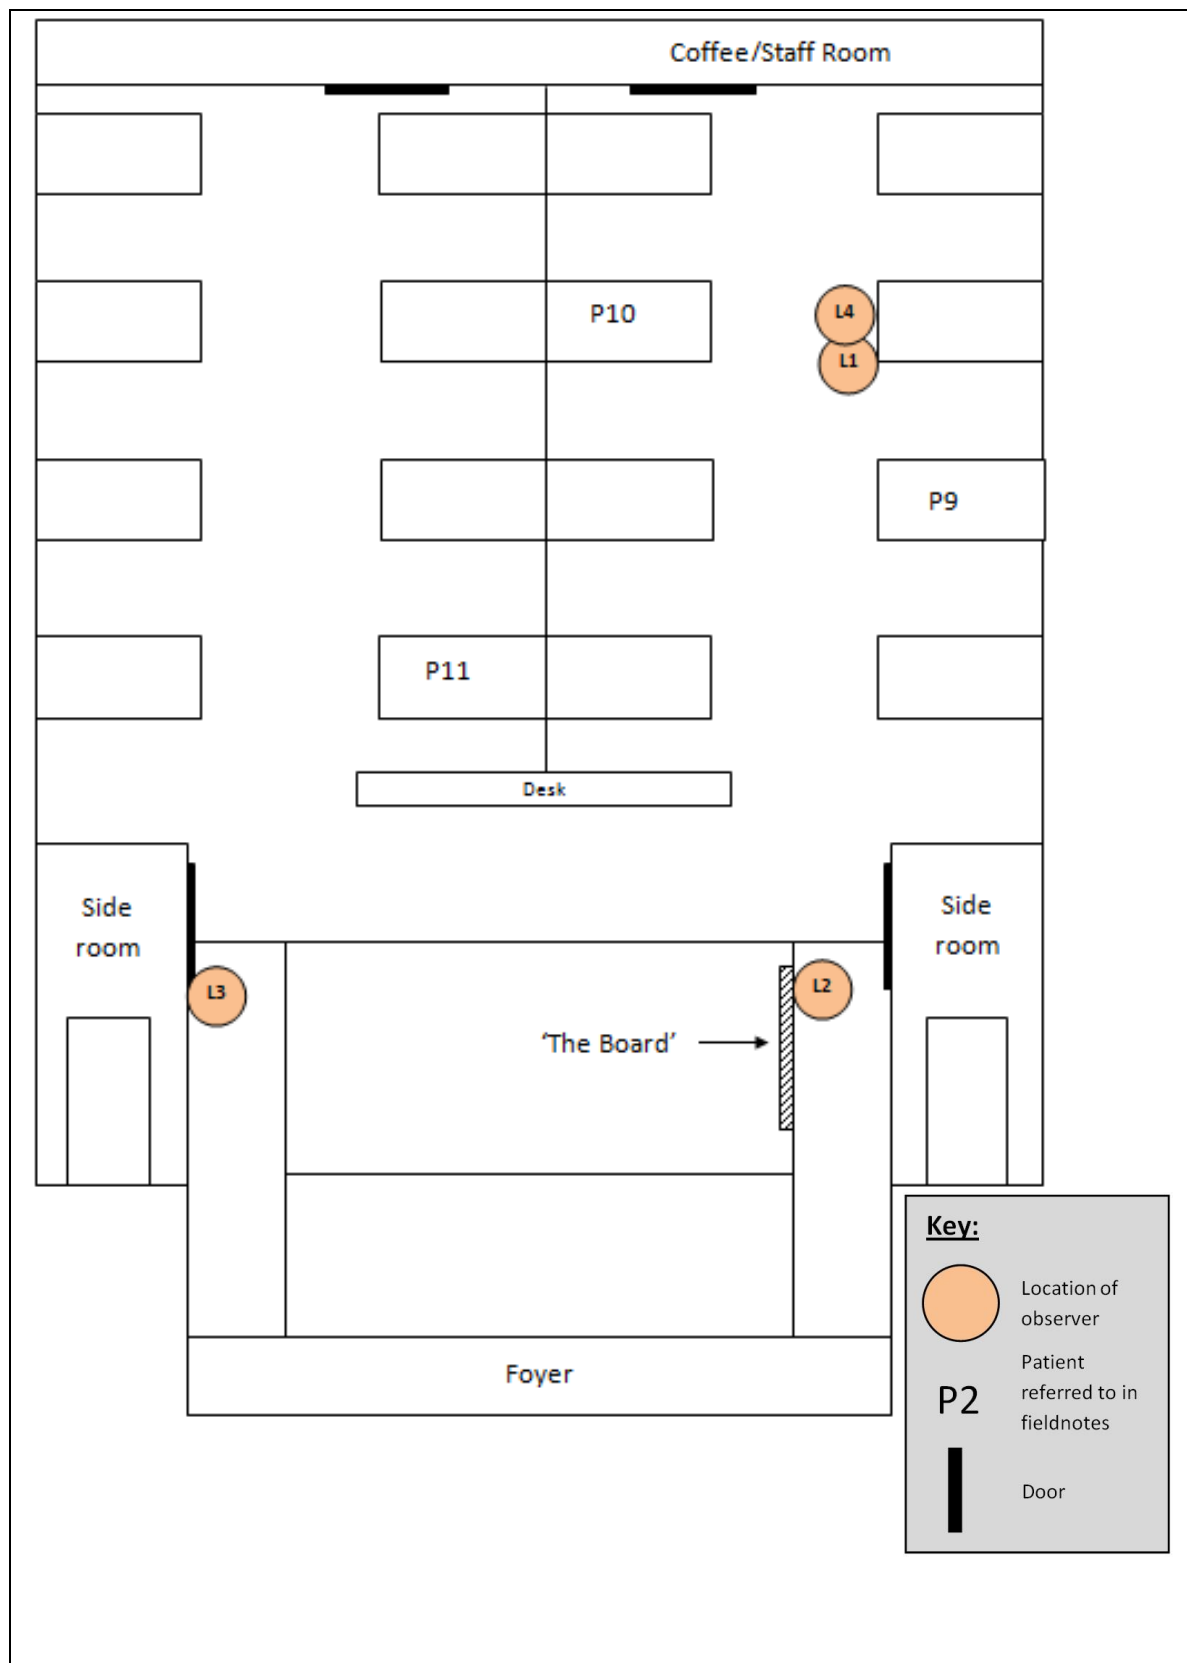 Coffee/Staff Room
P10
L4
L1
P9
P11
Desk
Side
room
Side
room
L3
L2
‘The Board’
Foyer
Key:
Location of
observer
P2
Patient
referred to in
fieldnotes
Door